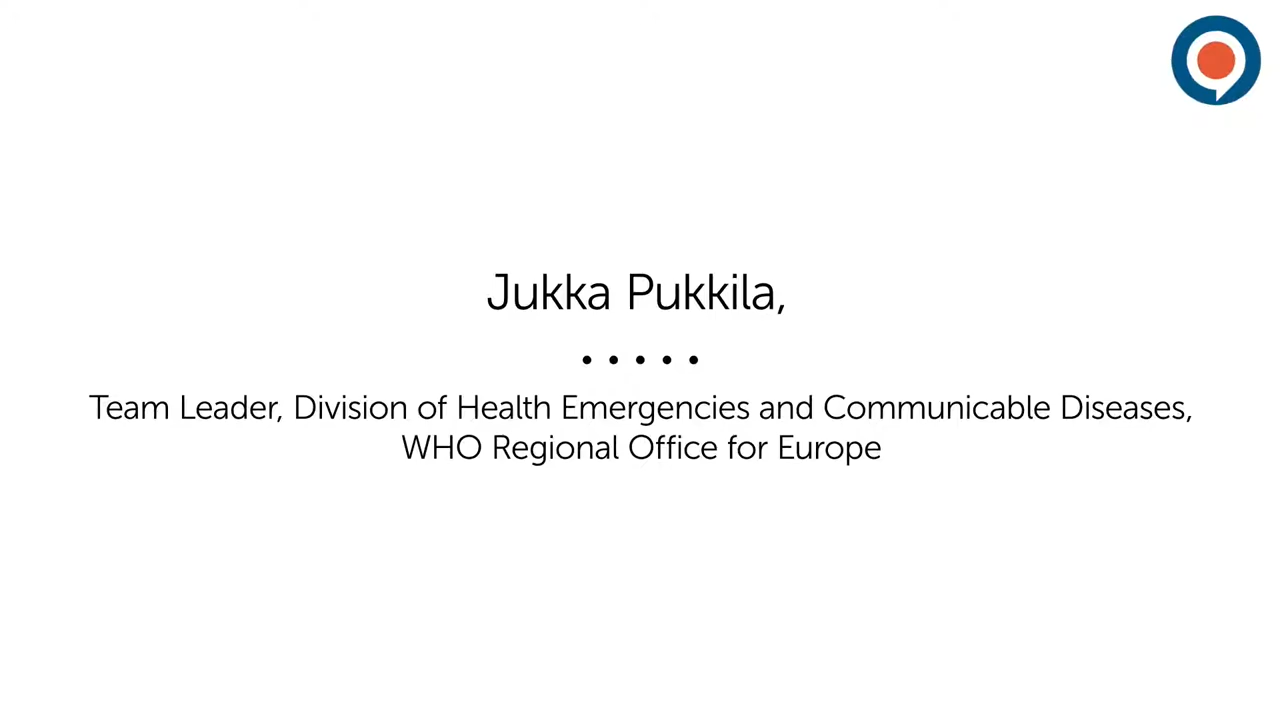 Jukka Pukkila,
• • • • •
Team Leader, Division of Health Emergencies and Communicable Diseases,
WHO Regional Office for Europe